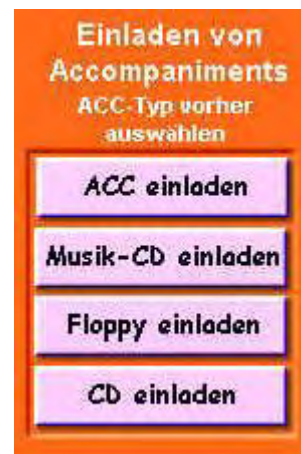 Einladen von
Accompaniments
ACC-Typ vorher
auswählen
ACC einladen
Musik-CD einladen
Floppy einladen
CD einladen